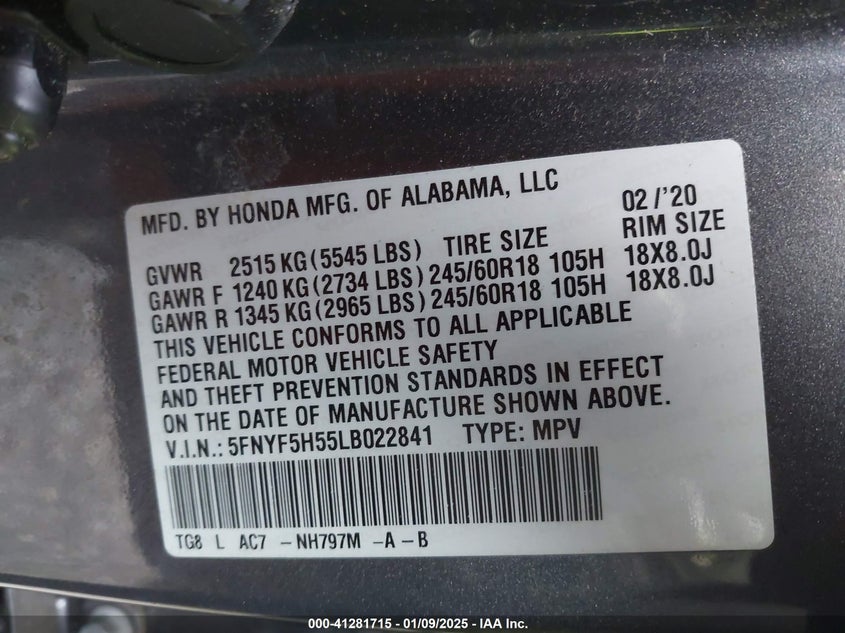 MFD. BY HONDA MFG. OF ALABAMA, LLC 02/'20
GVWR 2515 KG (5545 LBS) TIRE SIZE RIM SIZE
GAWR F 1240 KG (2734 LBS) 245/60R18 105H 18X8.0J
GAWR R 1345 KG (2965 LBS) 245/60R18 105H 18X8.0J
THIS VEHICLE CONFORMS TO ALL APPLICABLE
FEDERAL MOTOR VEHICLE SAFETY
AND THEFT PREVENTION STANDARDS IN EFFECT
ON THE DATE OF MANUFACTURE SHOWN ABOVE.
V.I.N.: 5FNYF5H55LB022841 TYPE: MPV
TG8 L AC7 -NH797M -A -B
000-41281715 - 01/09/2025 - IAA Inc.